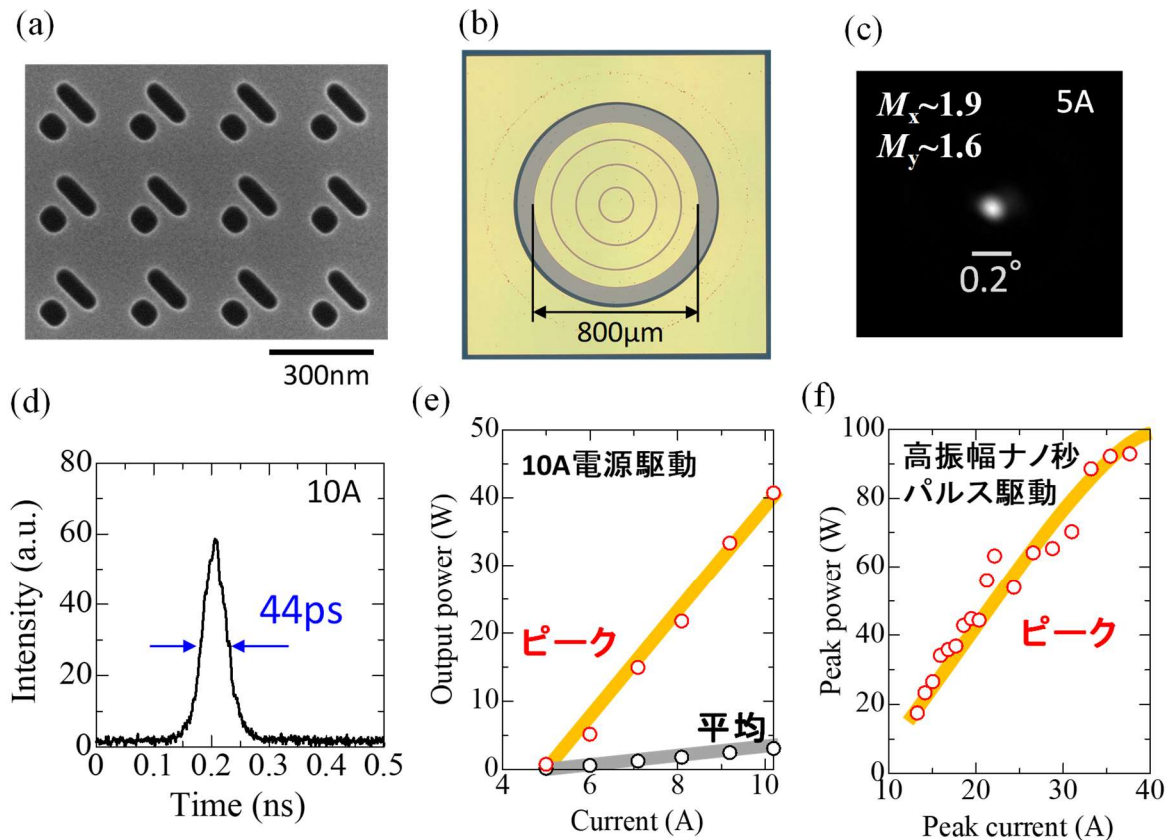 (a)
300nm
(b)
800μm
(c)
Mx~1.9
My~1.6
5A
0.2°
(d)
10A
44ps
Intensity (a.u.)
80
60
40
20
0
0 0.1 0.2 0.3 0.4 0.5
Time (ns)
(e)
10A電源駆動
ピーク
平均
Output power (W)
50
40
30
20
10
0
4 6 8 10
Current (A)
(f)
高振幅ナノ秒
パルス駆動
ピーク
Peak power (W)
100
80
60
40
20
0
10 20 30 40
Peak current (A)